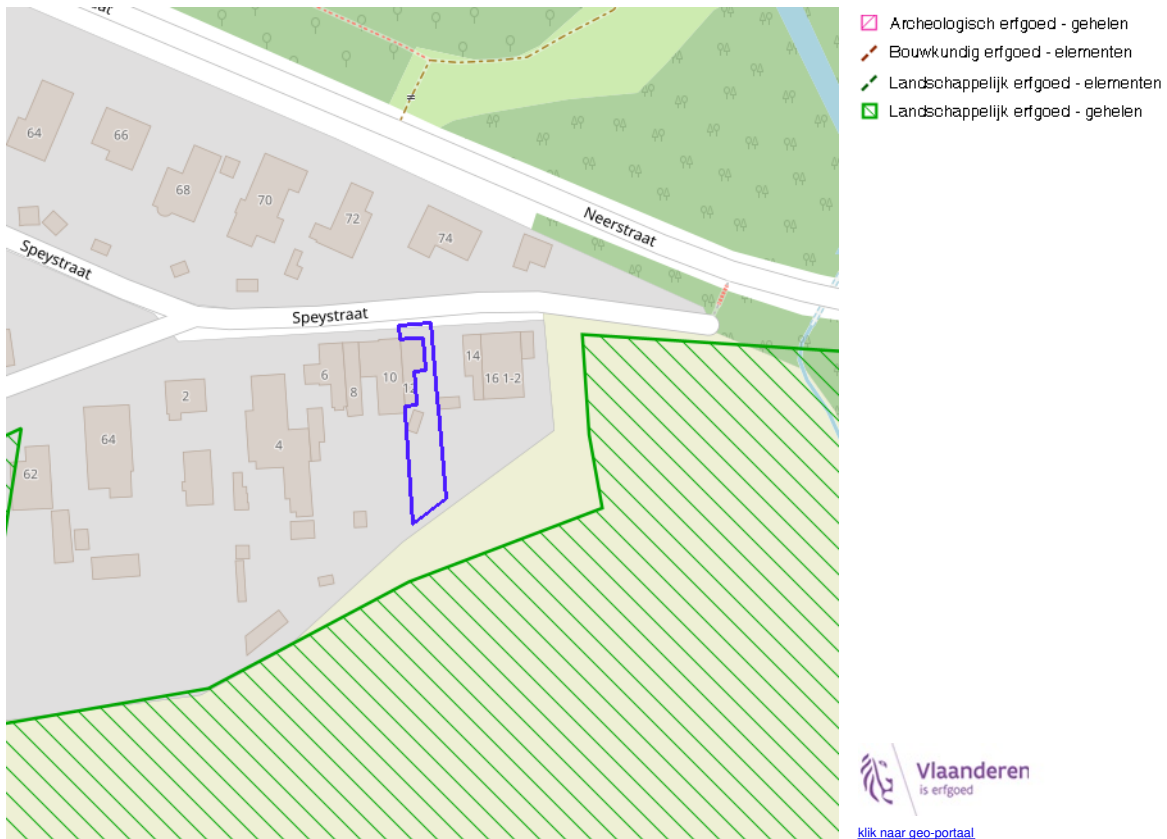 Archeologisch erfgoed - gehelen
Bouwkundig erfgoed - elementen
Landschappelijk erfgoed - elementen
Landschappelijk erfgoed - gehelen
64
66
68
70
72
74
Neerstraat
Speystraat
Speystraat
6
8
10
12
14
16 1-2
2
4
64
62
Vlaanderen
is erfgoed
klik naar geo-portaal